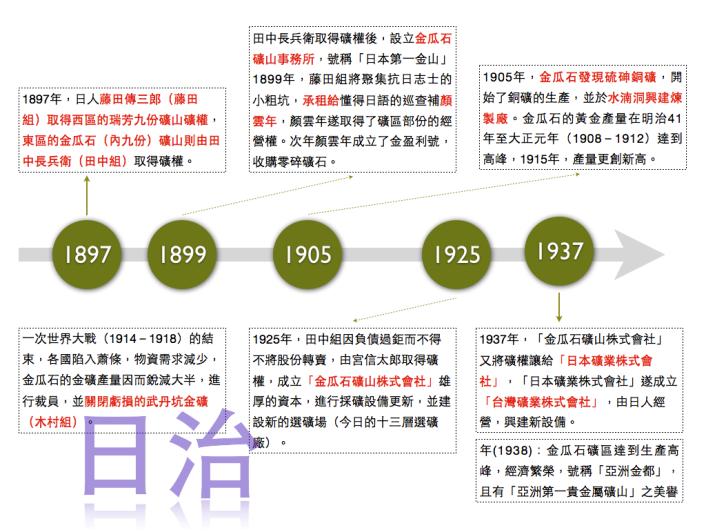 1897年，日人藤田傳三郎（藤田
組）取得西區的瑞芳九份礦山礦權，
東區的金瓜石（內九份）礦山則由田
中長兵衛（田中組）取得礦權。
田中長兵衛取得礦權後，設立金瓜石
礦山事務所，號稱「日本第一金山」
1899年，藤田組將聚集抗日志士的
小粗坑，承租給懂得日語的巡查補顏
雲年，顏雲年遂取得了礦區部份的經
營權。次年顏雲年成立了金盈利號，
收購零碎礦石。
1905年，金瓜石發現硫砷銅礦，開
始了銅礦的生產，並於水湳洞興建煉
製廠。金瓜石的黃金產量在明治41
年至大正元年（1908－1912）達到
高峰，1915年，產量更創新高。
1897
1899
1905
1925
1937
一次世界大戰（1914－1918）的結
束，各國陷入蕭條，物資需求減少，
金瓜石的金礦產量因而銳減大半，進
行裁員，並關閉虧損的武丹坑金礦
（木村組）。
1925年，田中組因負債過鉅而不得
不將股份轉賣，由宮信太郎取得礦
權，成立「金瓜石礦山株式會社」雄
厚的資本，進行採礦設備更新，並建
設新的選礦場（今日的十三層選礦
廠）。
1937年，「金瓜石礦山株式會社」
又將礦權讓給「日本礦業株式會
社」，「日本礦業株式會社」遂成立
「台灣礦業株式會社」，由日人經
營，興建新設備。
年(1938)：金瓜石礦區達到生產高
峰，經濟繁榮，號稱「亞洲金都」，
且有「亞洲第一貴金屬礦山」之美譽
日治